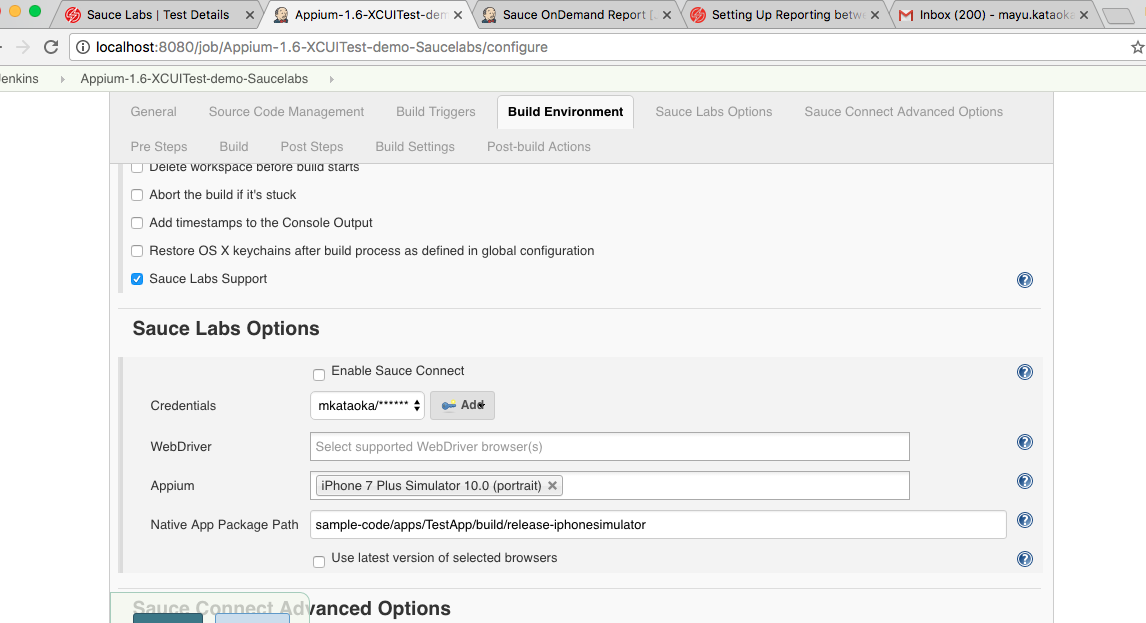 Sauce Labs | Test Details
Appium-1.6-XCUITest-dem
Sauce OnDemand Report [J
Setting Up Reporting betwe
Inbox (200) - mayu.kataoka
localhost:8080/job/Appium-1.6-XCUITest-demo-Saucelabs/configure
enkins
Appium-1.6-XCUITest-demo-Saucelabs
General
Source Code Management
Build Triggers
Build Environment
Sauce Labs Options
Sauce Connect Advanced Options
Pre Steps
Build
Post Steps
Build Settings
Post-build Actions
Delete workspace before build starts
Abort the build if it's stuck
Add timestamps to the Console Output
Restore OS X keychains after build process as defined in global configuration
Sauce Labs Support
Sauce Labs Options
Enable Sauce Connect
Credentials
mkataoka/******
Add
WebDriver
Select supported WebDriver browser(s)
Appium
iPhone 7 Plus Simulator 10.0 (portrait)
Native App Package Path
sample-code/apps/TestApp/build/release-iphonesimulator
Use latest version of selected browsers
Sauce Connect Advanced Options